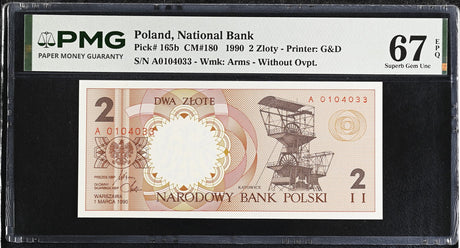 PMG
PAPER MONEY GUARANTY
Poland, National Bank
Pick# 165b CM#180 1990 2 Zloty - Printer: G&D
S/N A0104033 - Wmk: Arms - Without Ovpt.
67 EPQ
Superb Gem Unc
2
DWA ZŁOTE
A 0104033
A 0104033
KATOWICE
WARSZAWA
1 MARCA 1990
2
NARODOWY BANK POLSKI
II